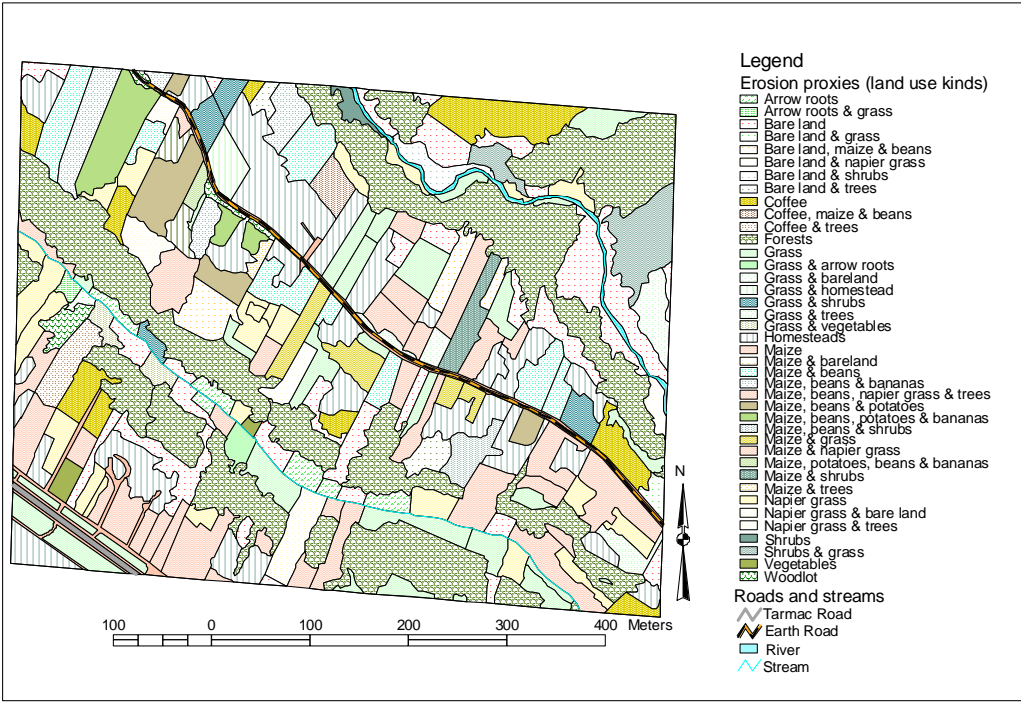 Legend
Erosion proxies (land use kinds)
Arrow roots
Arrow roots & grass
Bare land
Bare land & grass
Bare land, maize & beans
Bare land & napier grass
Bare land & shrubs
Bare land & trees
Coffee
Coffee, maize & beans
Coffee & trees
Forests
Grass
Grass & arrow roots
Grass & bareland
Grass & homestead
Grass & shrubs
Grass & trees
Grass & vegetables
Homesteads
Maize
Maize & bareland
Maize & beans
Maize, beans & bananas
Maize, beans, napier grass & trees
Maize, beans & potatoes
Maize, beans, potatoes & bananas
Maize, beans & shrubs
Maize & grass
Maize & napier grass
Maize, potatoes, beans & bananas
Maize & shrubs
Maize & trees
Napier grass
Napier grass & bare land
Napier grass & trees
Shrubs
Shrubs & grass
Vegetables
Woodlot
Roads and streams
Tarmac Road
Earth Road
River
Stream
N
100 0 100 200 300 400 Meters